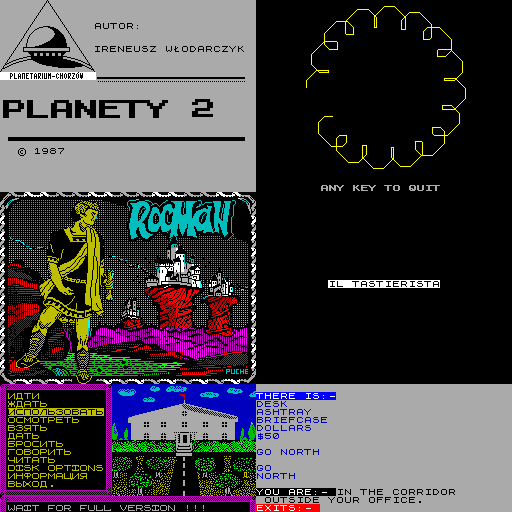 AUTOR:
IRENEUSZ WŁODARCZYK
PLANETARIUM-CHORZÓW
PLANETY 2
© 1987
ANY KEY TO QUIT
ROCMAN
PUCHE
IL TASTIERISTA
ИДТИ
ЖДАТЬ
ИСПОЛЬЗОВАТЬ
ОСМОТРЕТЬ
ВЗЯТЬ
ДАТЬ
БРОСИТЬ
ГОВОРИТЬ
ЧИТАТЬ
DISK OPTIONS
ИНФОРМАЦИЯ
ВЫХОД.
WAIT FOR FULL VERSION !!!
THERE IS:-
DESK
ASHTRAY
BRIEFCASE
DOLLARS
$50
GO NORTH
GO
NORTH
YOU ARE:- IN THE CORRIDOR
OUTSIDE YOUR OFFICE.
EXITS:-